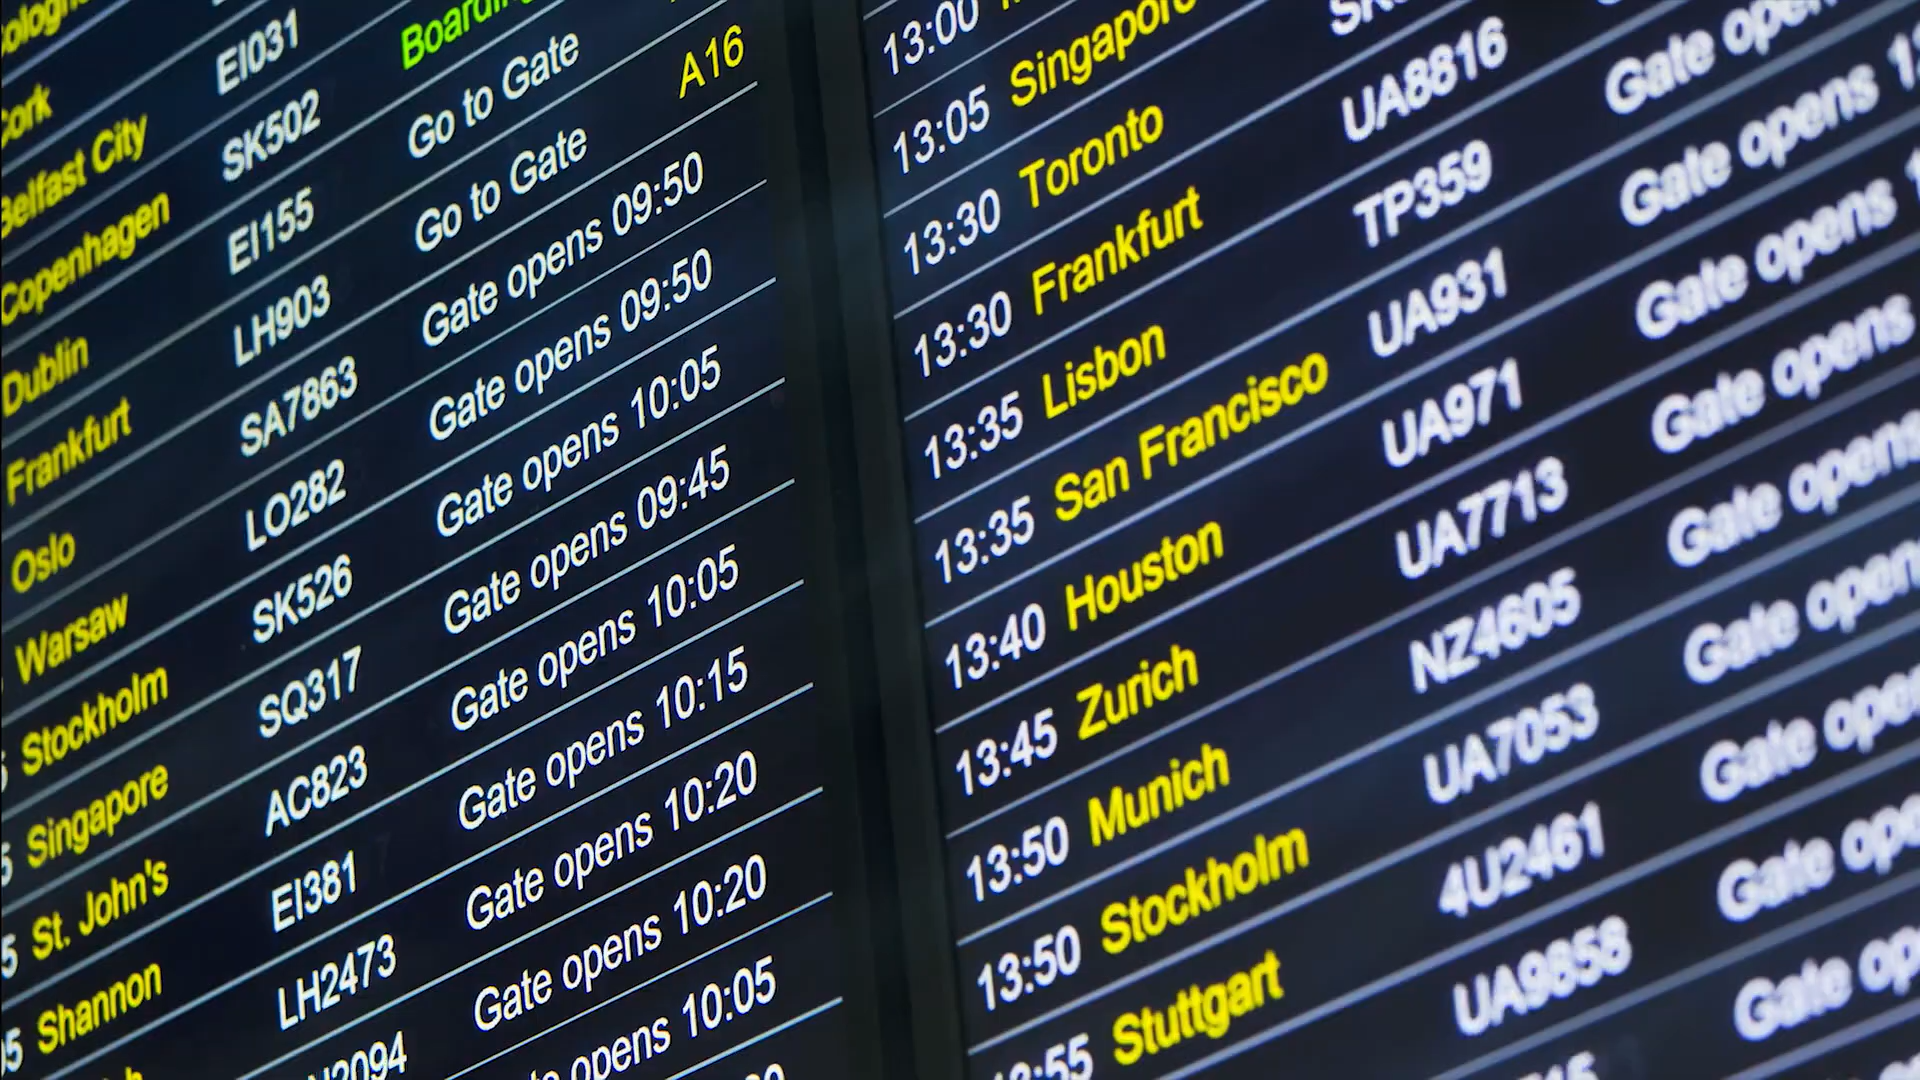 Cork
Belfast City EI031
Copenhagen SK502
Dublin EI155 Go to Gate
Frankfurt LH903 Go to Gate A16
Oslo SA7863 Gate opens 09:50
Warsaw LO282 Gate opens 09:50
Stockholm SK526 Gate opens 10:05
Singapore SQ317 Gate opens 09:45
St. John's AC823 Gate opens 10:05
Shannon EI381 Gate opens 10:15
LH2473 Gate opens 10:20
Gate opens 10:20
opens 10:05
13:00
13:05 Singapore
13:30 Toronto
13:30 Frankfurt UA8816
13:35 Lisbon TP359 Gate
13:35 San Francisco UA931 Gate opens
13:40 Houston UA971 Gate opens
13:45 Zurich UA7713 Gate opens
13:50 Munich NZ4605 Gate opens
13:50 Stockholm UA7053 Gate
:55 Stuttgart 4U2461 Gate
UA9858 Gate
Gate